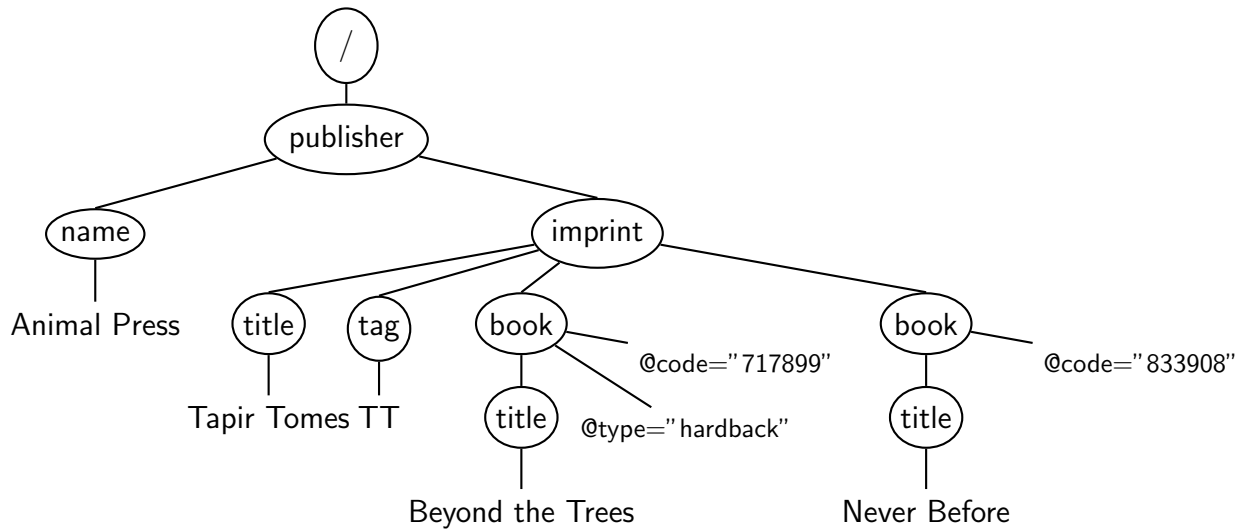 /
publisher
name
imprint
Animal Press
title
tag
book
book
@code="717899"
@code="833908"
Tapir Tomes
TT
title
@type="hardback"
title
Beyond the Trees
Never Before